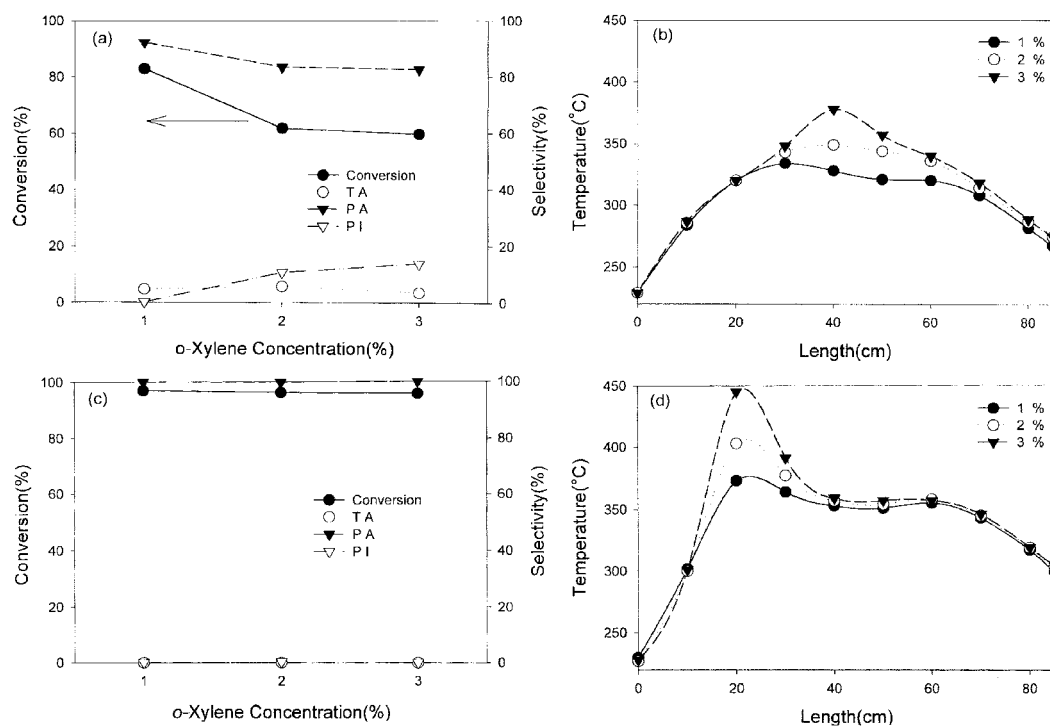 (a)
100
80
60
40
20
0
Conversion(%)
100
80
60
40
20
0
Selectivity(%)
Conversion
T A
P A
P I
1
2
3
o-Xylene Concentration(%)
(b)
450
400
350
300
250
Temperature(°C)
1 %
2 %
3 %
0
20
40
60
80
Length(cm)
(c)
100
80
60
40
20
0
Conversion(%)
100
80
60
40
20
0
Selectivity(%)
Conversion
T A
P A
P I
1
2
3
o-Xylene Concentration(%)
(d)
450
400
350
300
250
Temperature(°C)
1 %
2 %
3 %
0
20
40
60
80
Length(cm)